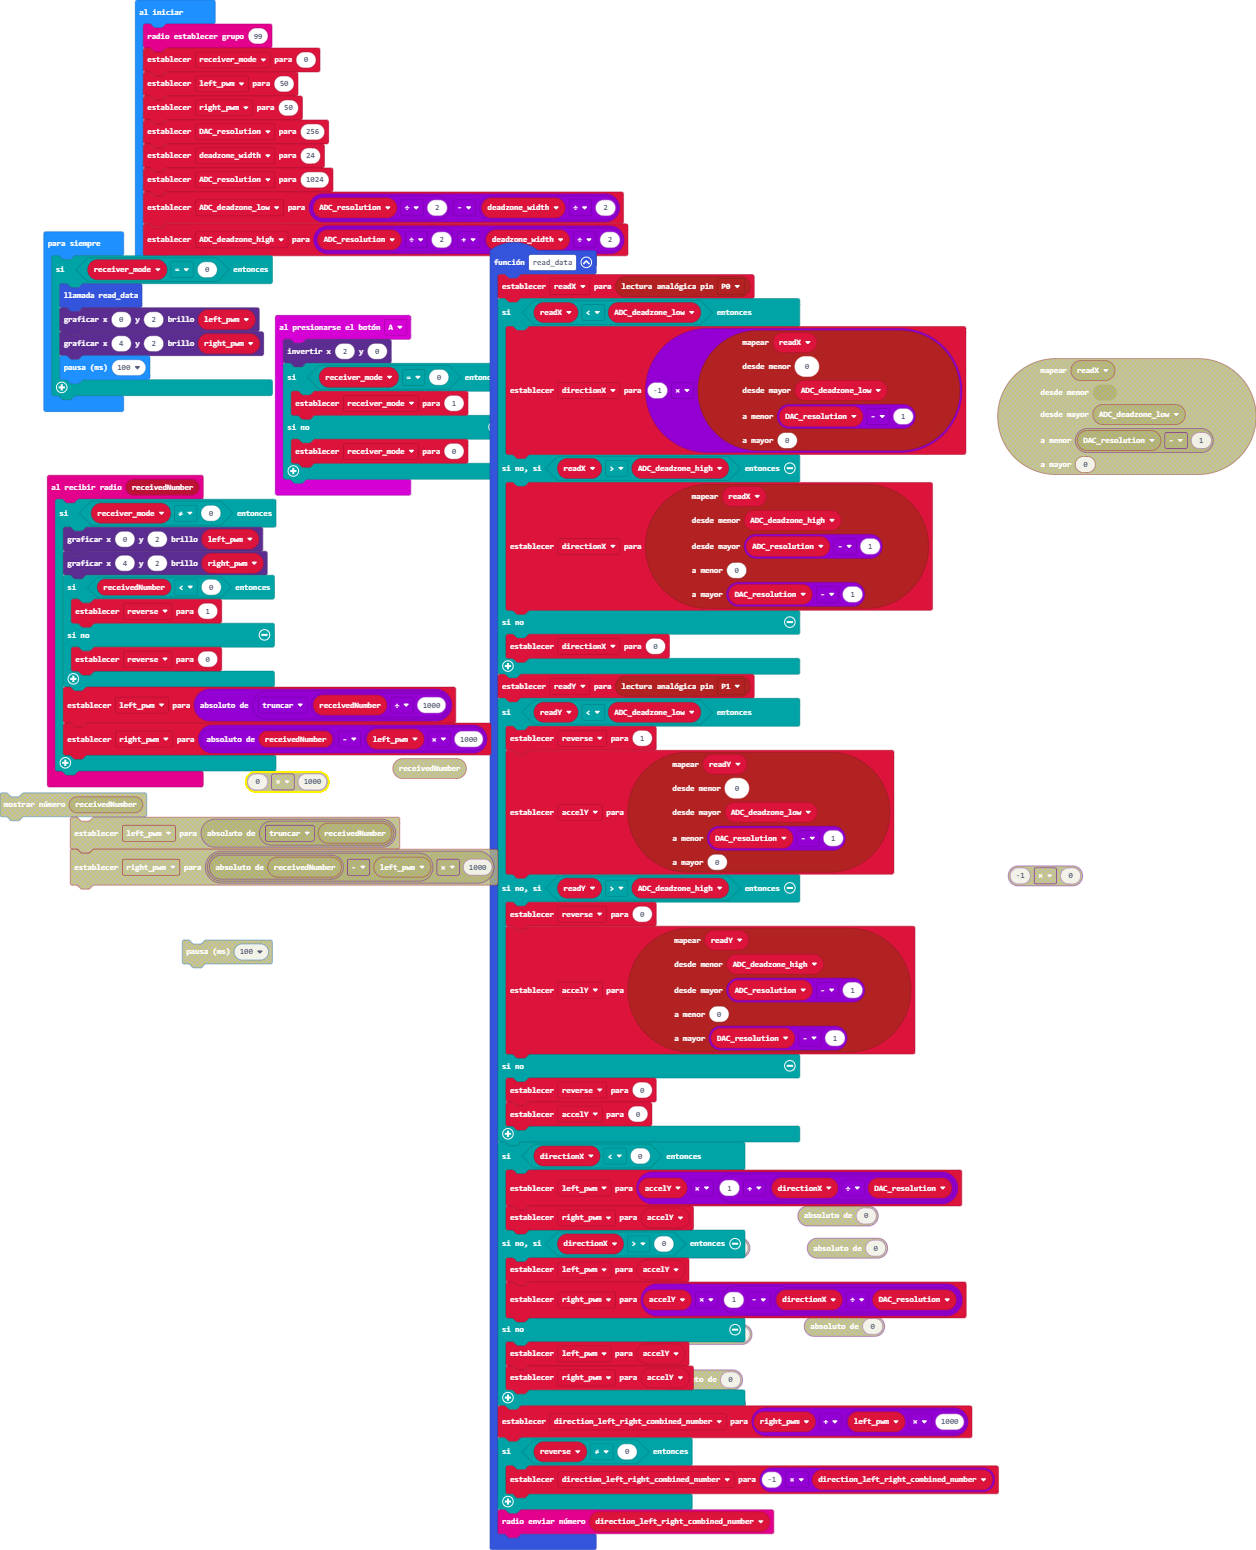 al iniciar
radio establecer grupo 99
establecer receiver_mode para 0
establecer left_pwm para 50
establecer right_pwm para 50
establecer DAC_resolution para 256
establecer deadzone_width para 24
establecer ADC_resolution para 1024
establecer ADC_deadzone_low para ADC_resolution ÷ 2 - deadzone_width ÷ 2
establecer ADC_deadzone_high para ADC_resolution ÷ 2 + deadzone_width ÷ 2
para siempre
si receiver_mode = 0 entonces
llamada read_data
graficar x 0 y 2 brillo left_pwm
graficar x 4 y 2 brillo right_pwm
pausa (ms) 100
al presionarse el botón A
invertir x 2 y 0
si receiver_mode = 0 entonc
establecer receiver_mode para 1
si no
establecer receiver_mode para 0
al recibir radio receivedNumber
si receiver_mode ≠ 0 entonces
graficar x 0 y 2 brillo left_pwm
graficar x 4 y 2 brillo right_pwm
si receivedNumber < 0 entonces
establecer reverse para 1
si no
establecer reverse para 0
establecer left_pwm para absoluto de truncar receivedNumber ÷ 1000
establecer right_pwm para absoluto de receivedNumber - left_pwm × 1000
receivedNumber
0 × 1000
mostrar número receivedNumber
establecer left_pwm para absoluto de truncar receivedNumber
establecer right_pwm para absoluto de receivedNumber - left_pwm × 1000
pausa (ms) 100
función read_data
establecer readX para lectura analógica pin P0
si readX < ADC_deadzone_low entonces
establecer directionX para -1 ×
mapear readX
desde menor 0
desde mayor ADC_deadzone_low
a menor DAC_resolution - 1
a mayor 0
si no, si readX > ADC_deadzone_high entonces
establecer directionX para
mapear readX
desde menor ADC_deadzone_high
desde mayor ADC_resolution - 1
a menor 0
a mayor DAC_resolution - 1
si no
establecer directionX para 0
establecer readY para lectura analógica pin P1
si readY < ADC_deadzone_low entonces
establecer reverse para 1
establecer accelY para
mapear readY
desde menor 0
desde mayor ADC_deadzone_low
a menor DAC_resolution - 1
a mayor 0
si no, si readY > ADC_deadzone_high entonces
establecer reverse para 0
establecer accelY para
mapear readY
desde menor ADC_deadzone_high
desde mayor ADC_resolution - 1
a menor 0
a mayor DAC_resolution - 1
si no
establecer reverse para 0
establecer accelY para 0
si directionX < 0 entonces
establecer left_pwm para accelY × 1 + directionX ÷ DAC_resolution
establecer right_pwm para accelY
si no, si directionX > 0 entonces
establecer left_pwm para accelY
establecer right_pwm para accelY × 1 - directionX ÷ DAC_resolution
si no
establecer left_pwm para accelY
establecer right_pwm para accelY
establecer direction_left_right_combined_number para right_pwm + left_pwm × 1000
si reverse ≠ 0 entonces
establecer direction_left_right_combined_number para -1 × direction_left_right_combined_number
radio enviar número direction_left_right_combined_number
mapear readX
desde menor
desde mayor ADC_deadzone_low
a menor DAC_resolution - 1
a mayor 0
-1 × 0
absoluto de 0
absoluto de 0
absoluto de 0
to de 0